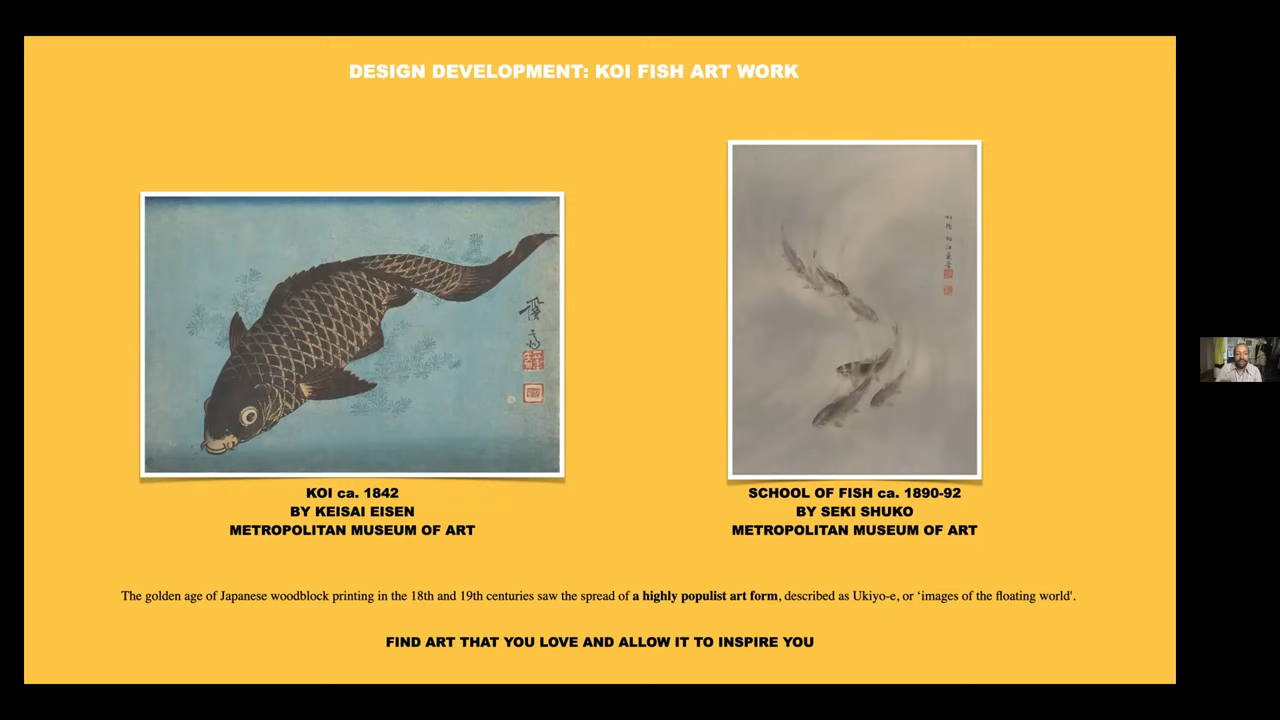 DESIGN DEVELOPMENT: KOI FISH ART WORK
KOI ca. 1842
BY KEISAI EISEN
METROPOLITAN MUSEUM OF ART
SCHOOL OF FISH ca. 1890-92
BY SEKI SHUKO
METROPOLITAN MUSEUM OF ART
The golden age of Japanese woodblock printing in the 18th and 19th centuries saw the spread of a highly populist art form, described as Ukiyo-e, or ‘images of the floating world'.
FIND ART THAT YOU LOVE AND ALLOW IT TO INSPIRE YOU